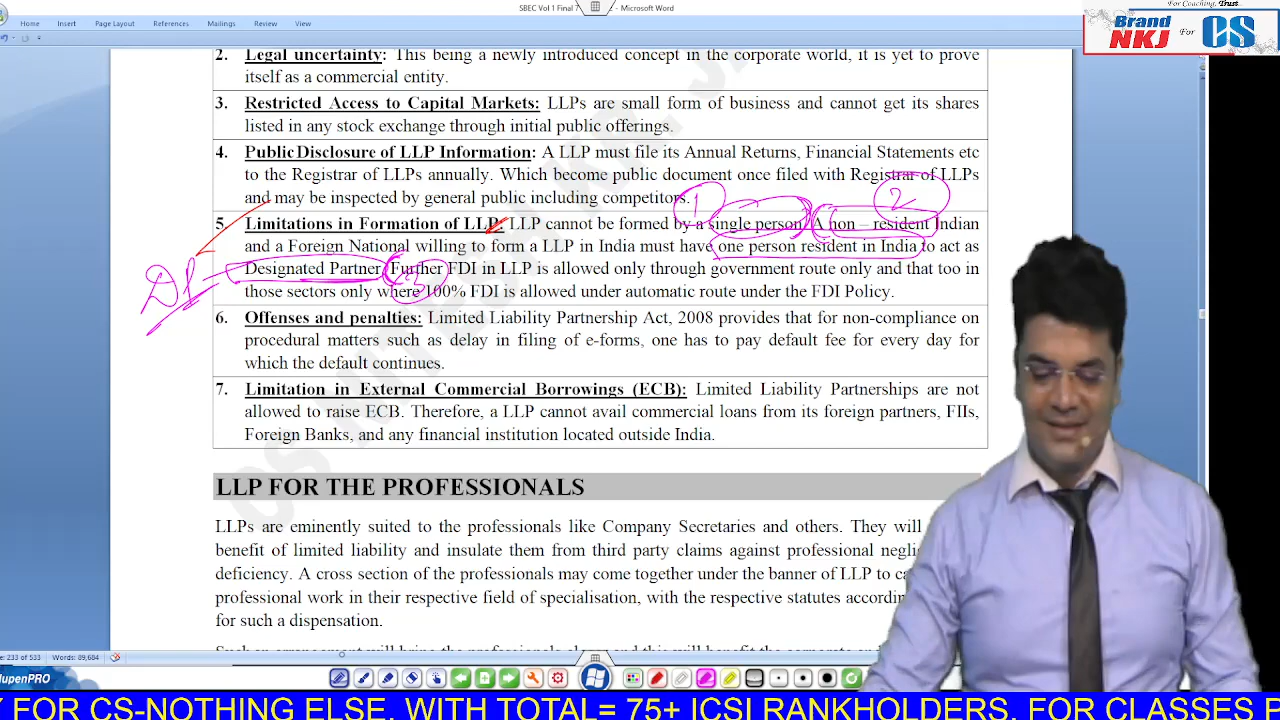 SBEC Vol 1 Final 7 - Microsoft Word
For Coaching, Trust...
Home Insert Page Layout References Mailings Review View
Brand NKJ For CS
2. Legal uncertainty: This being a newly introduced concept in the corporate world, it is yet to prove
itself as a commercial entity.
3. Restricted Access to Capital Markets: LLPs are small form of business and cannot get its shares
listed in any stock exchange through initial public offerings.
4. Public Disclosure of LLP Information: A LLP must file its Annual Returns, Financial Statements etc
to the Registrar of LLPs annually. Which become public document once filed with Registrar of LLPs
and may be inspected by general public including competitors.
1
2
5. Limitations in Formation of LLP: LLP cannot be formed by a single person. A non – resident Indian
and a Foreign National willing to form a LLP in India must have one person resident in India to act as
Designated Partner. Further FDI in LLP is allowed only through government route only and that too in
DP
3
those sectors only where 100% FDI is allowed under automatic route under the FDI Policy.
6. Offenses and penalties: Limited Liability Partnership Act, 2008 provides that for non-compliance on
procedural matters such as delay in filing of e-forms, one has to pay default fee for every day for
which the default continues.
7. Limitation in External Commercial Borrowings (ECB): Limited Liability Partnerships are not
allowed to raise ECB. Therefore, a LLP cannot avail commercial loans from its foreign partners, FIIs,
Foreign Banks, and any financial institution located outside India.
LLP FOR THE PROFESSIONALS
LLPs are eminently suited to the professionals like Company Secretaries and others. They will
benefit of limited liability and insulate them from third party claims against professional negli
deficiency. A cross section of the professionals may come together under the banner of LLP to ca
professional work in their respective field of specialisation, with the respective statutes accordin
for such a dispensation.
e: 233 of 533 Words: 89,684
upenPRO
Y FOR CS-NOTHING ELSE. WITH TOTAL= 75+ ICSI RANKHOLDERS. FOR CLASSES P